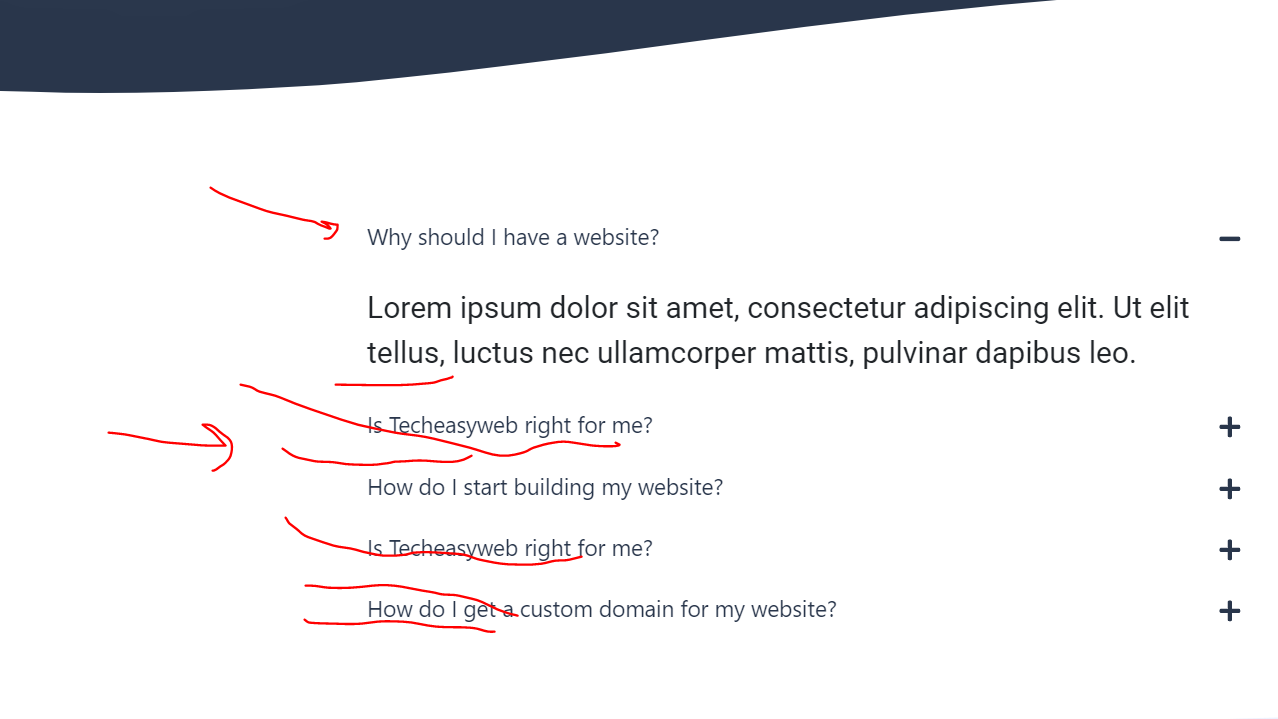 Why should I have a website?
Lorem ipsum dolor sit amet, consectetur adipiscing elit. Ut elit
tellus, luctus nec ullamcorper mattis, pulvinar dapibus leo.
Is Techeasyweb right for me?
How do I start building my website?
Is Techeasyweb right for me?
How do I get a custom domain for my website?